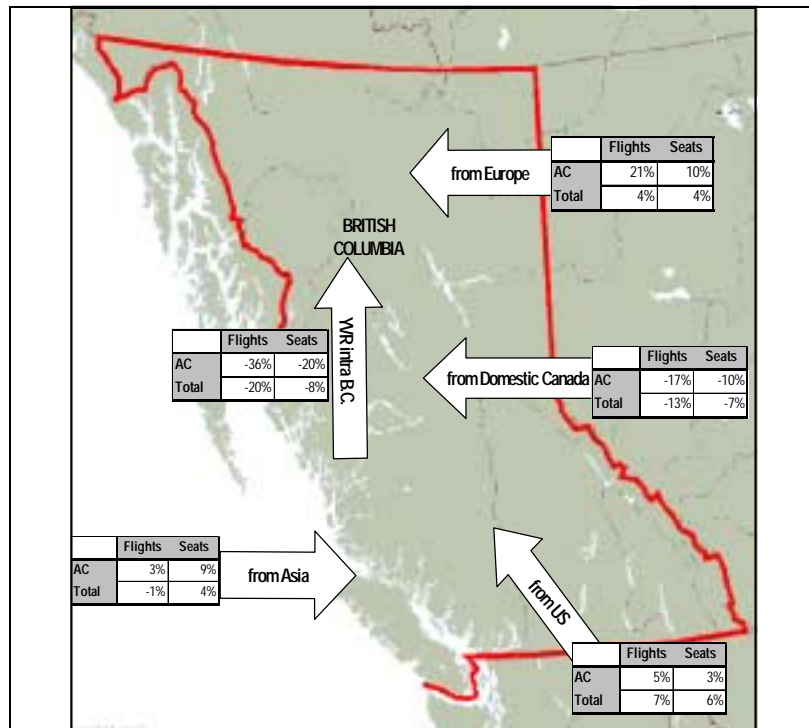 Flights Seats
AC 21% 10%
Total 4% 4%
from Europe
BRITISH
COLUMBIA
YVR intra B.C.
Flights Seats
AC -36% -20%
Total -20% -8%
from Domestic Canada
Flights Seats
AC -17% -10%
Total -13% -7%
Flights Seats
AC 3% 9%
Total -1% 4%
from Asia
from US
Flights Seats
AC 5% 3%
Total 7% 6%